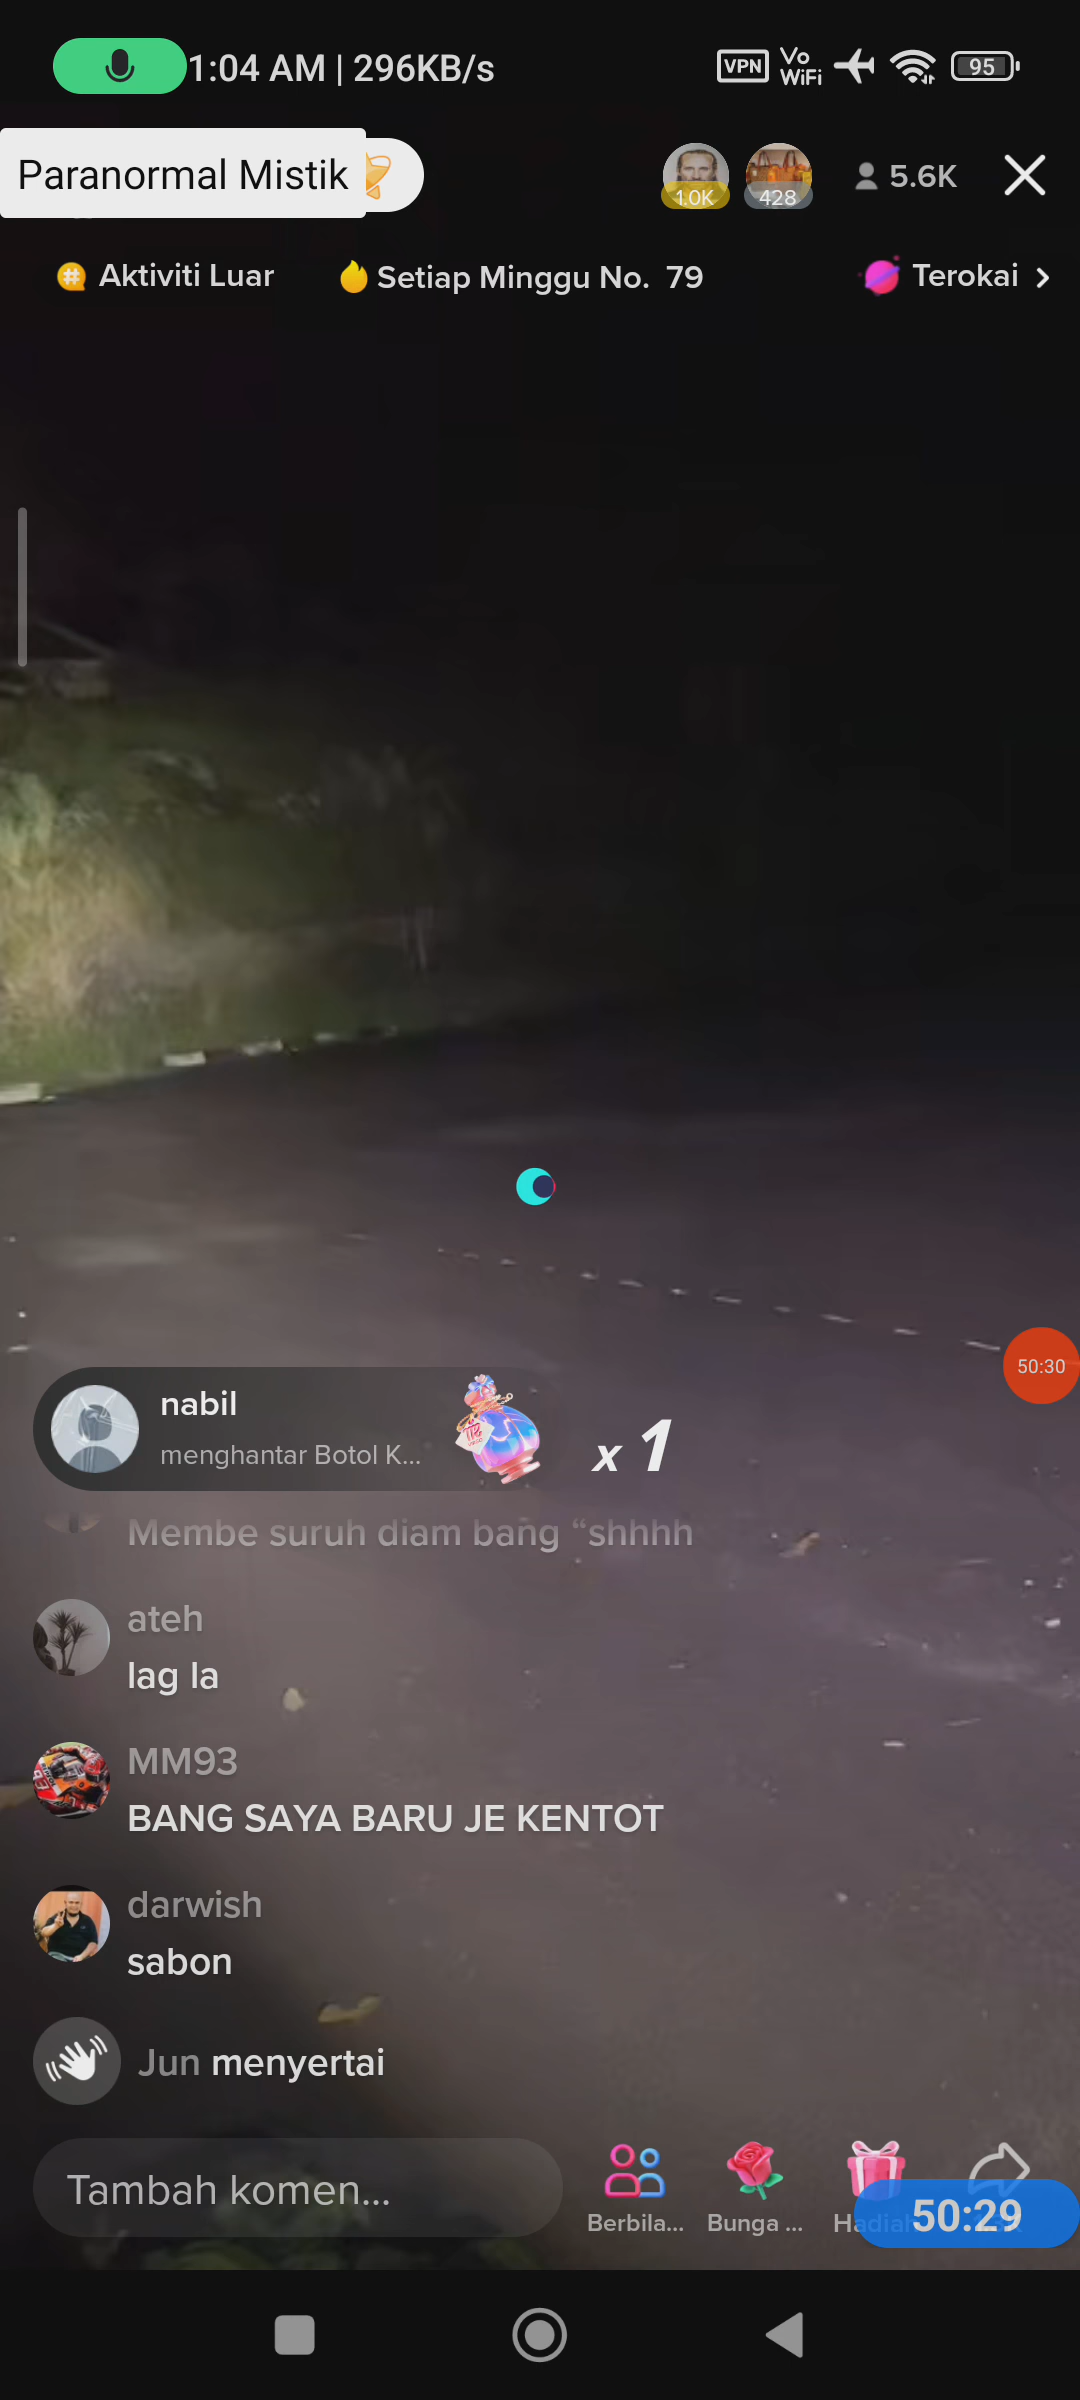 1:04 AM | 296KB/s
VPN
Vo
WiFi
95
Paranormal Mistik
1.0K
428
5.6K
Aktiviti Luar
Setiap Minggu No. 79
Terokai
50:30
nabil
menghantar Botol K...
x 1
Membe suruh diam bang “shhhh
ateh
lag la
MM93
BANG SAYA BARU JE KENTOT
darwish
sabon
Jun menyertai
Tambah komen...
Berbila...
Bunga ...
Hadiah
50:29